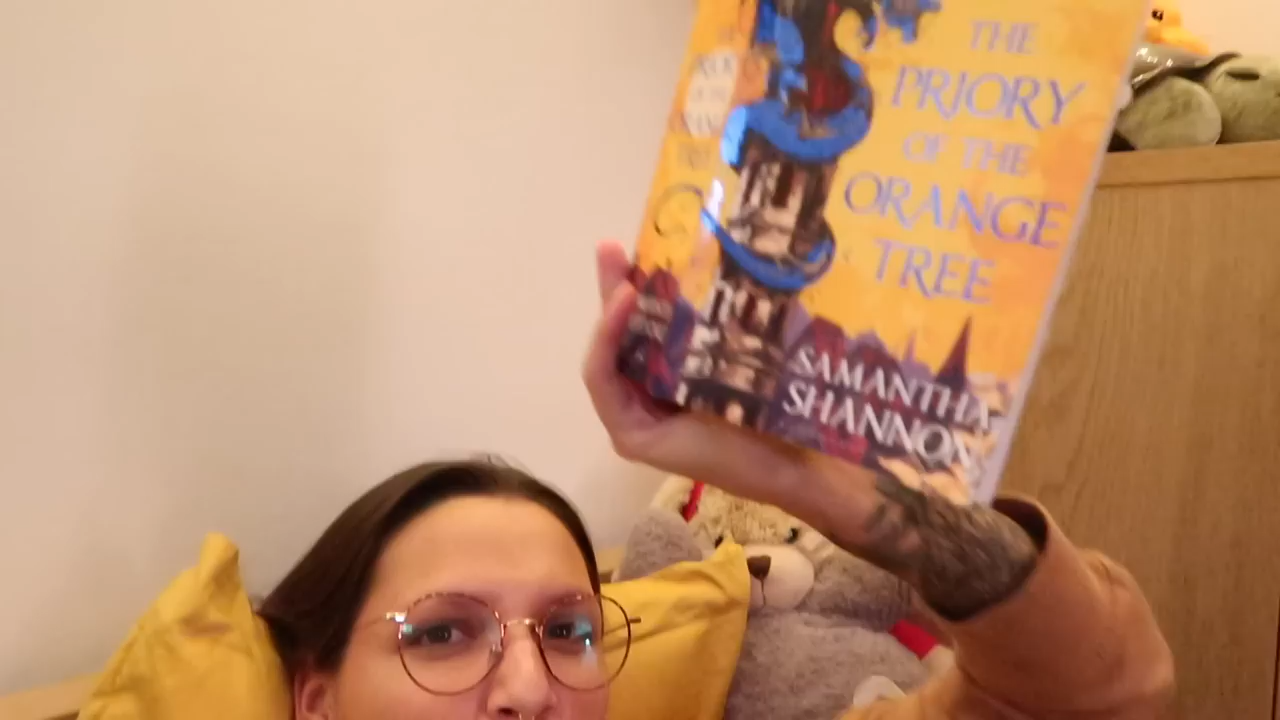 THE
PRIORY
OF THE
ORANGE
TREE
SAMANTHA
SHANNON